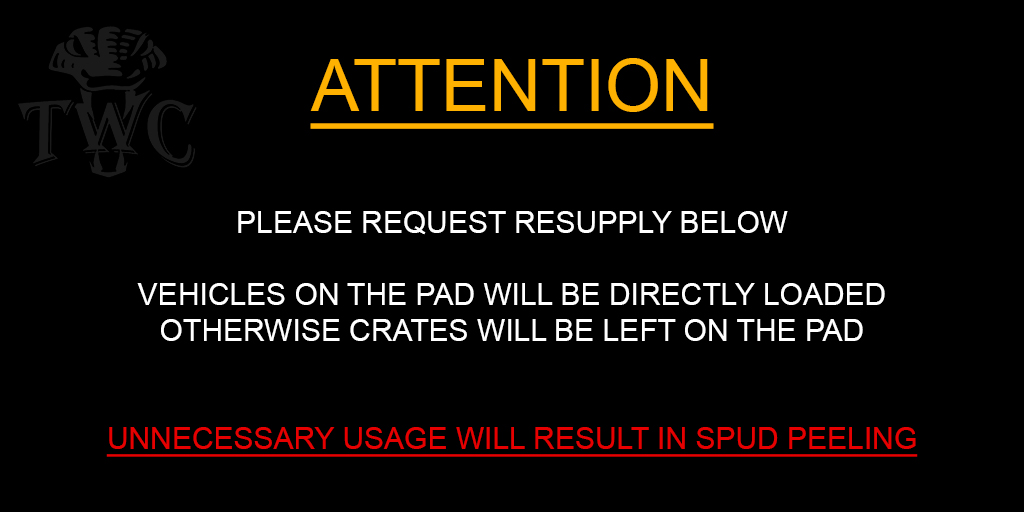 TWC
ATTENTION
PLEASE REQUEST RESUPPLY BELOW
VEHICLES ON THE PAD WILL BE DIRECTLY LOADED
OTHERWISE CRATES WILL BE LEFT ON THE PAD
UNNECESSARY USAGE WILL RESULT IN SPUD PEELING